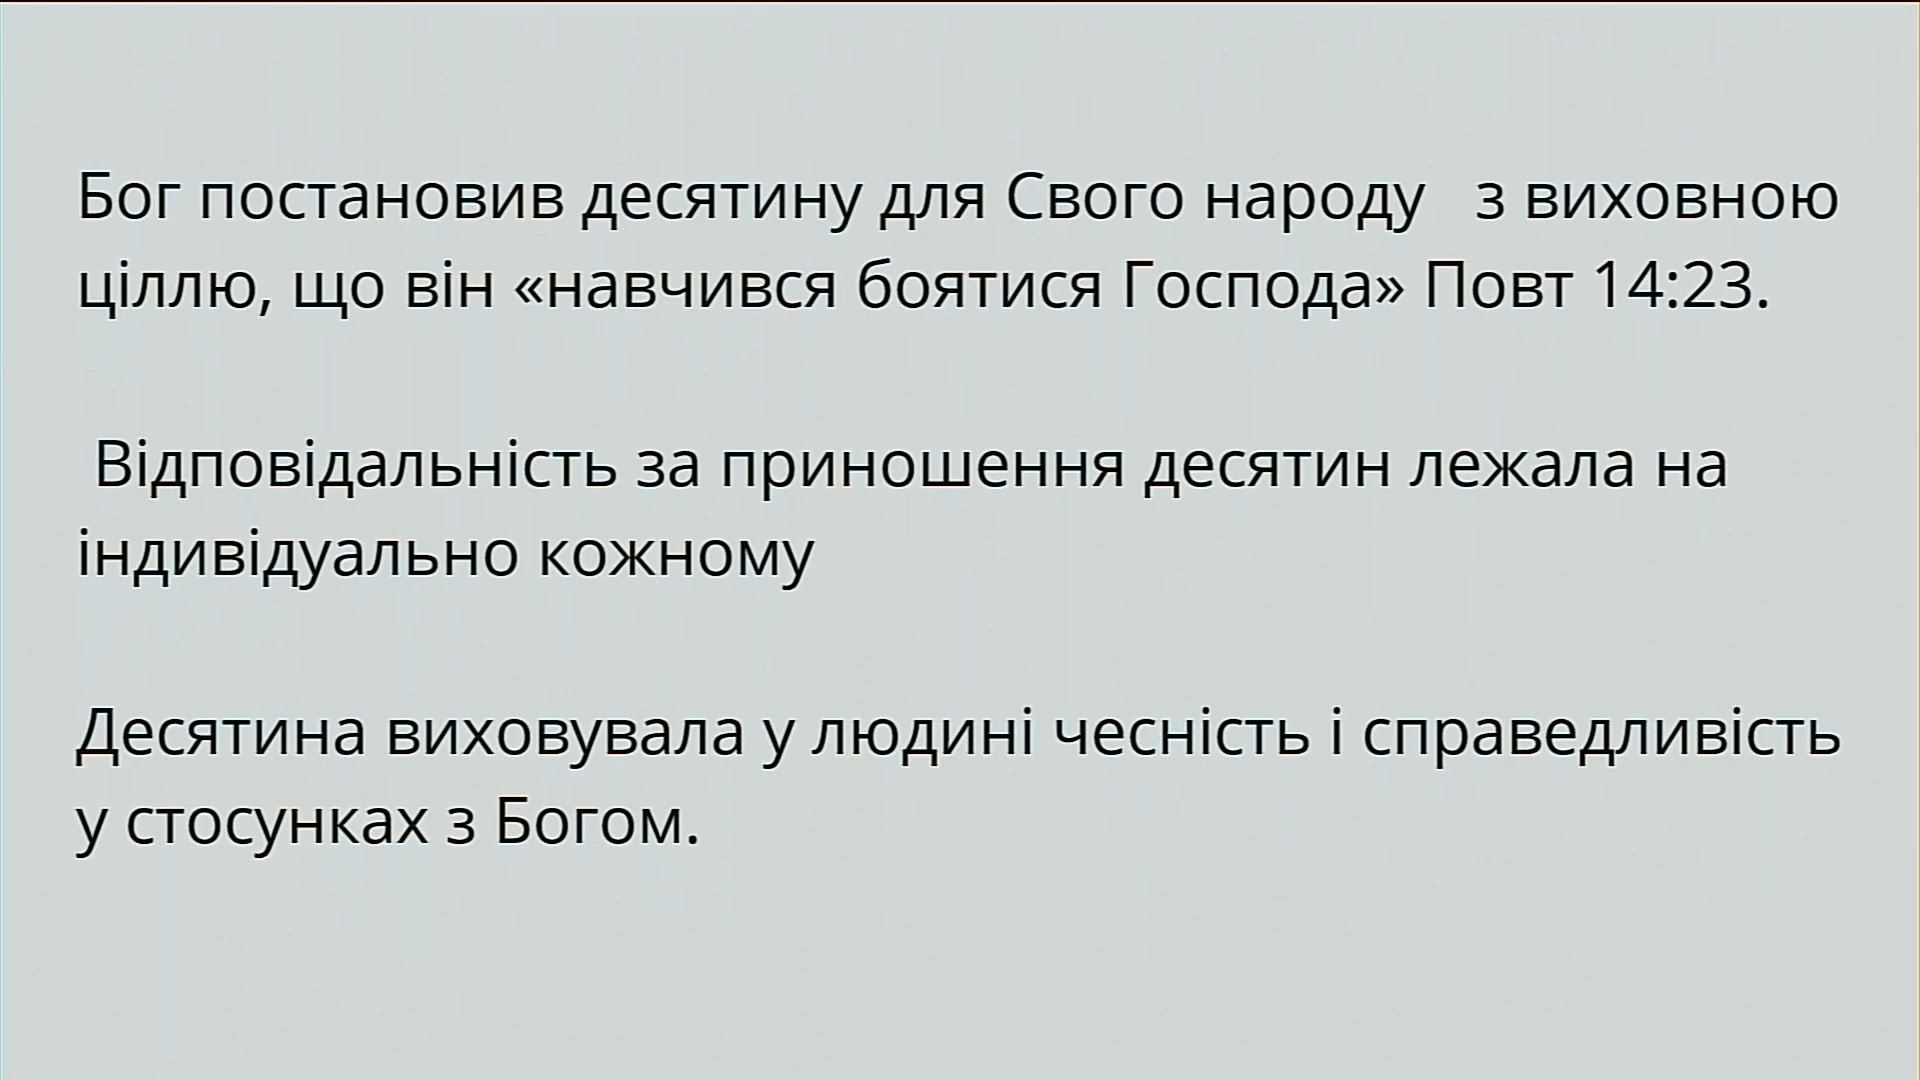 Бог постановив десятину для Свого народу   з виховною
ціллю, що він «навчився боятися Господа» Повт 14:23.
Відповідальність за приношення десятин лежала на
індивідуально кожному
Десятина виховувала у людині чесність і справедливість
у стосунках з Богом.